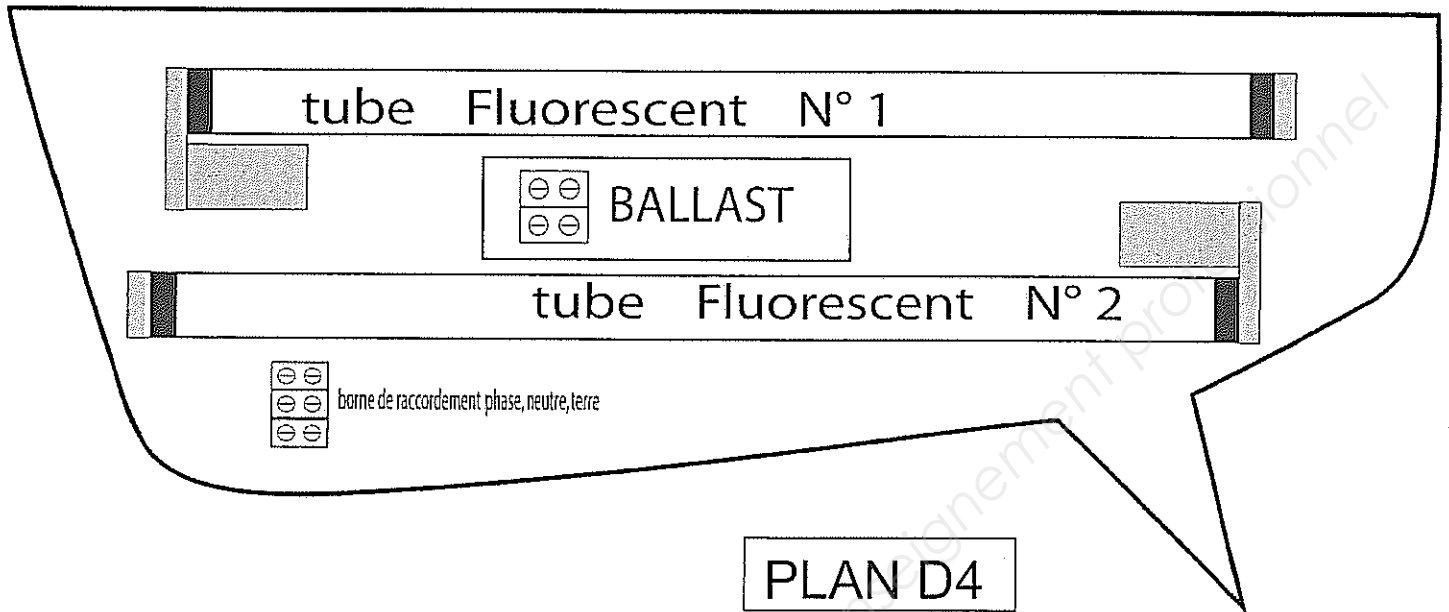 tube Fluorescent N° 1
BALLAST
tube Fluorescent N° 2
borne de raccordement phase, neutre, terre
PLAN D4